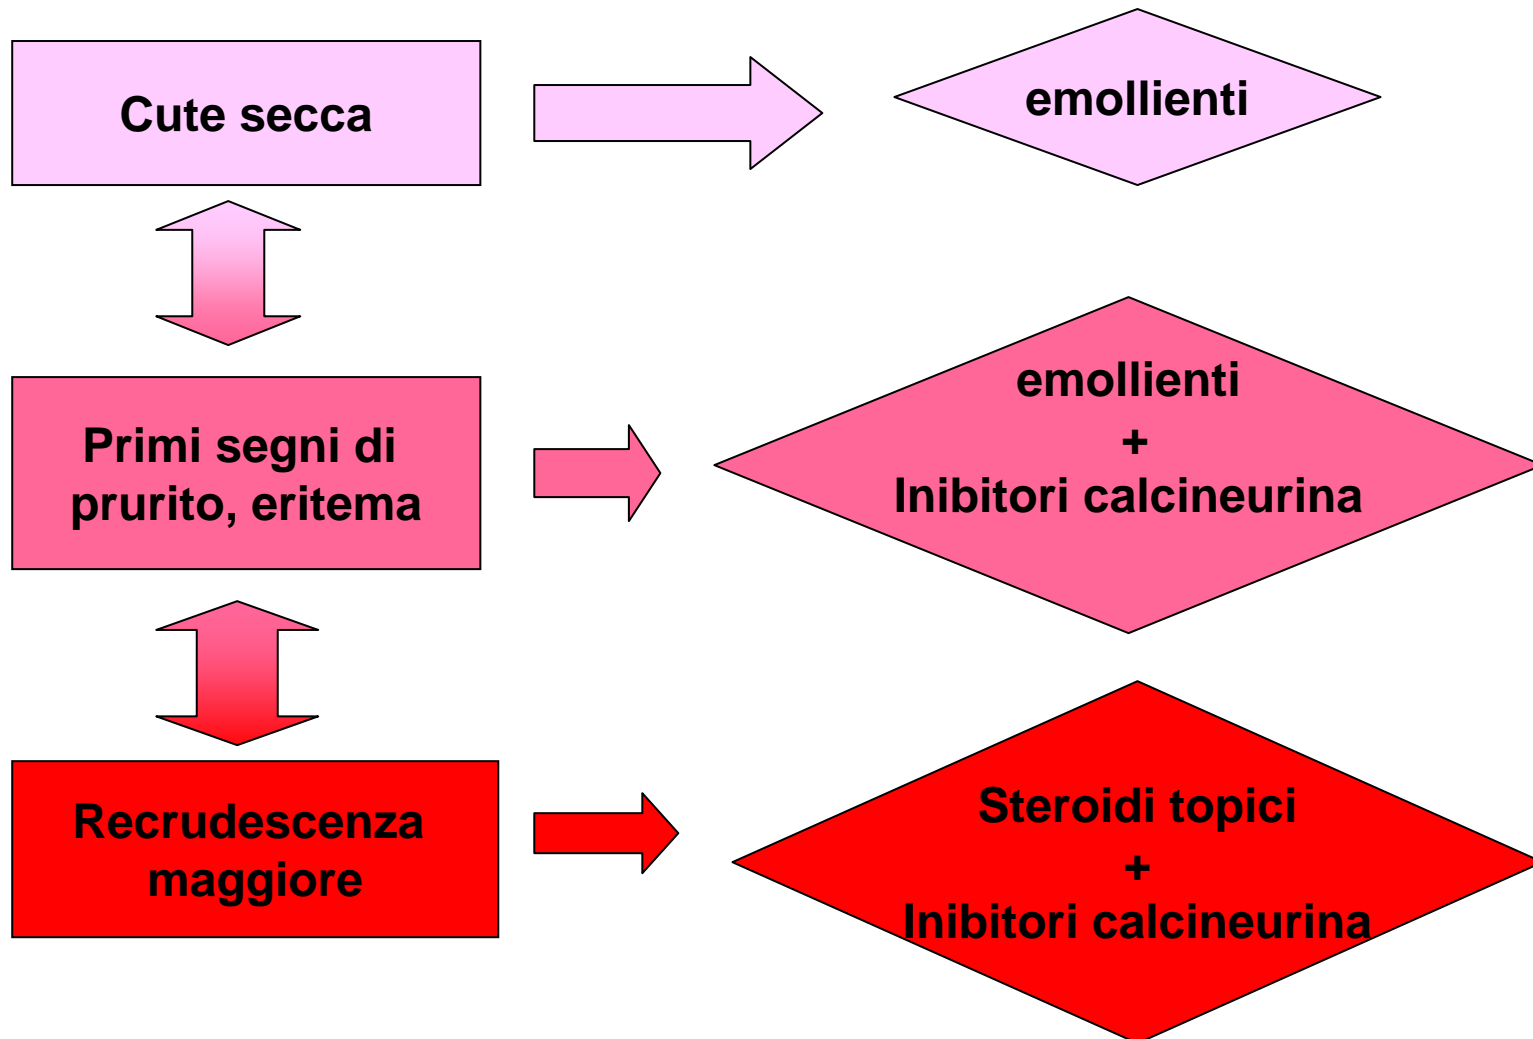 Cute secca
emollienti
Primi segni di
prurito, eritema
emollienti
+
Inibitori calcineurina
Recrudescenza
maggiore
Steroidi topici
+
Inibitori calcineurina